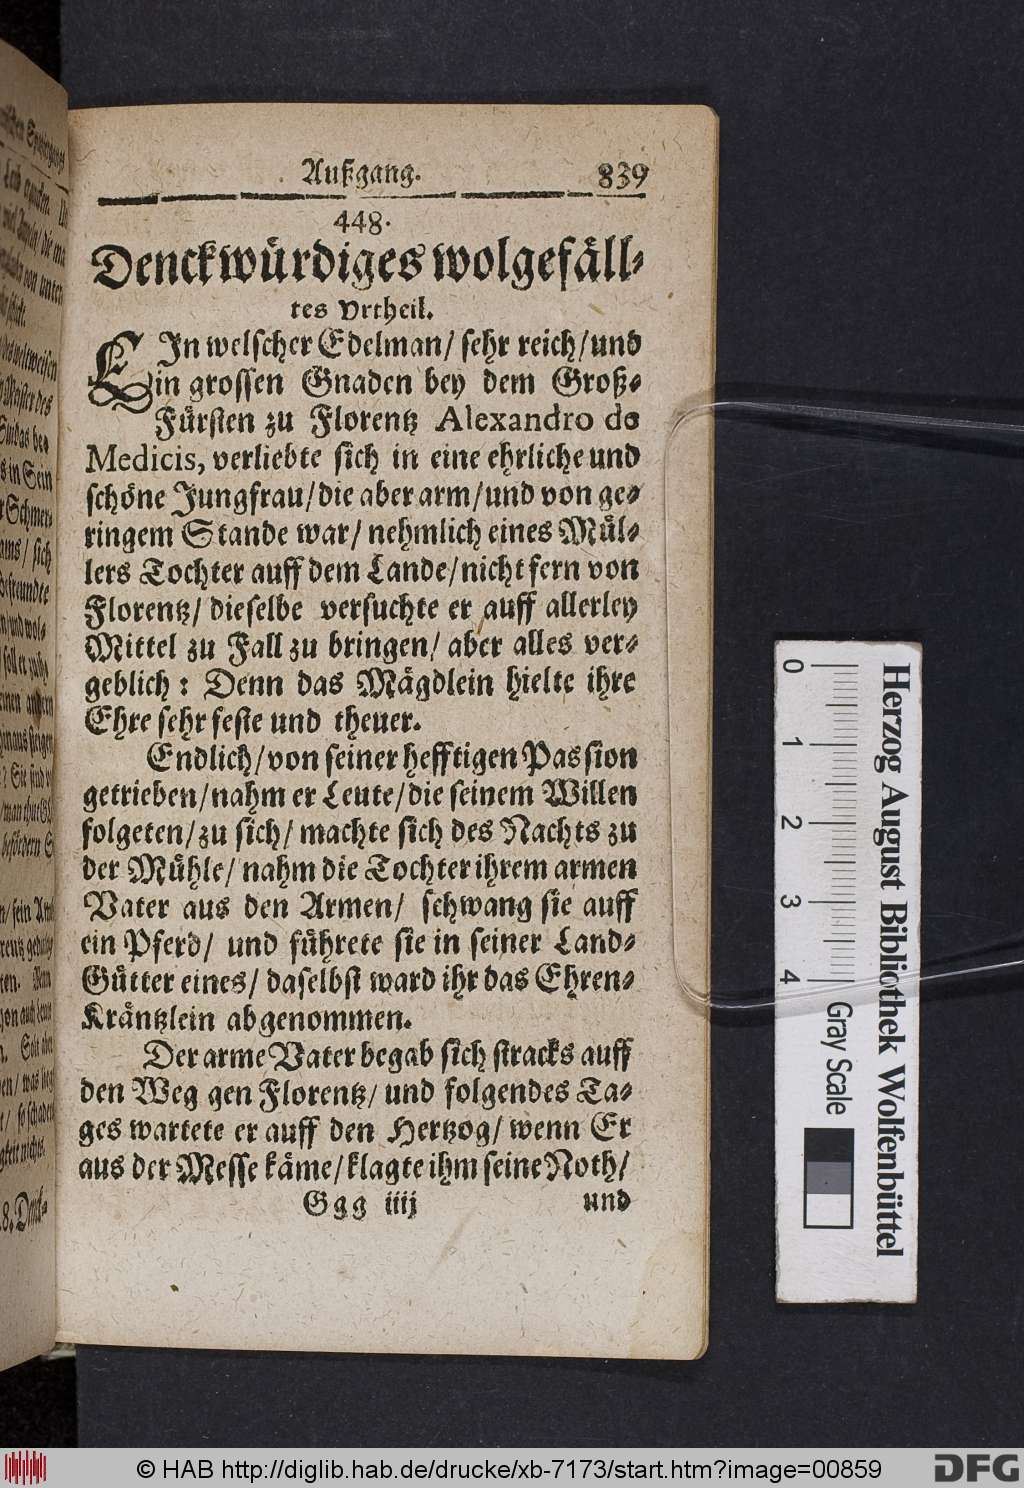 Außgang. 839
448.
Denckwürdiges wolgefäll-
tes Vrtheil.
EIn welscher Edelman/ sehr reich/ und
in grossen Gnaden bey dem Groß-
Fürsten zu Florentz Alexandro de
Medicis, verliebte sich in eine ehrliche und
schöne Jungfrau/ die aber arm/ und von ge-
ringem Stande war/ nehmlich eines Mül-
lers Tochter auff dem Lande/ nicht fern von
Florentz/ dieselbe versuchte er auff allerley
Mittel zu Fall zu bringen/ aber alles ver-
geblich: Denn das Mägdlein hielte ihre
Ehre sehr feste und theuer.
Endlich/ von seiner hefftigen Passion
getrieben/ nahm er Leute/ die seinem Willen
folgeten/ zu sich/ machte sich des Nachts zu
der Mühle/ nahm die Tochter ihrem armen
Vater aus den Armen/ schwang sie auff
ein Pferd/ und führete sie in seiner Land-
Gütter eines/ daselbst ward ihr das Ehren-
Kräntzlein abgenommen.
Der arme Vater begab sich stracks auff
den Weg gen Florentz/ und folgendes Ta-
ges wartete er auff den Hertzog/ wenn Er
aus der Messe käme/ klagte ihm seine Noth/
Ggg iiij und
0 1 2 3 4
Gray Scale
Herzog August Bibliothek Wolfenbüttel
© HAB http://diglib.hab.de/drucke/xb-7173/start.htm?image=00859
DFG